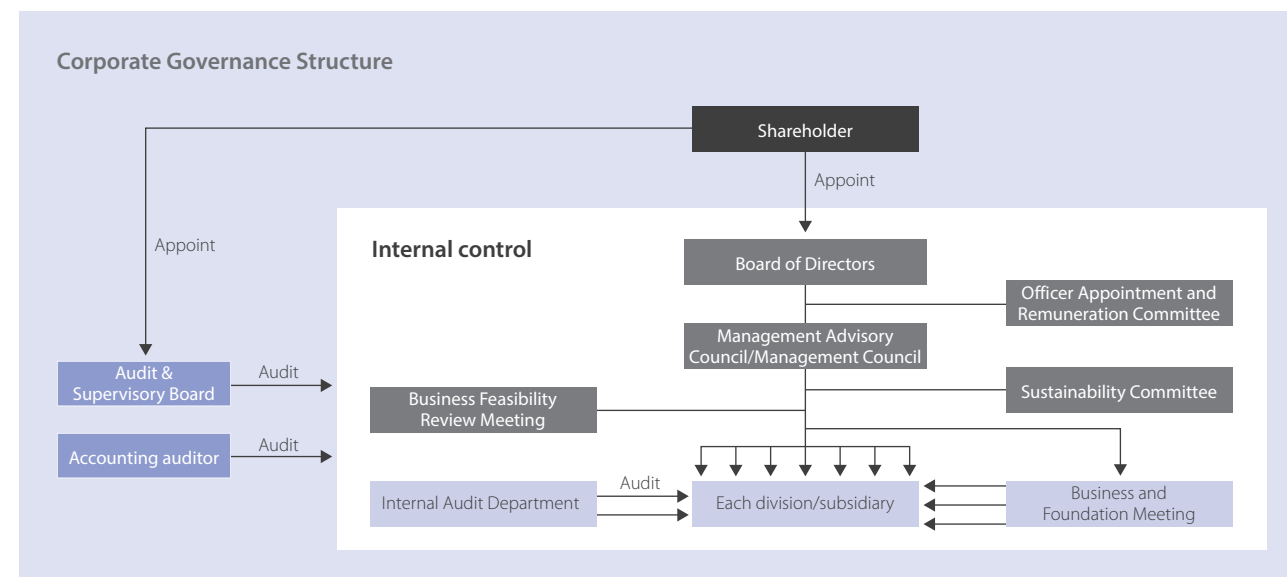 Corporate Governance Structure
Shareholder
Appoint
Appoint
Internal control
Board of Directors
Officer Appointment and
Remuneration Committee
Management Advisory
Council/Management Council
Audit &
Supervisory Board
Audit
Sustainability Committee
Business Feasibility
Review Meeting
Accounting auditor
Audit
Internal Audit Department
Audit
Each division/subsidiary
Business and
Foundation Meeting